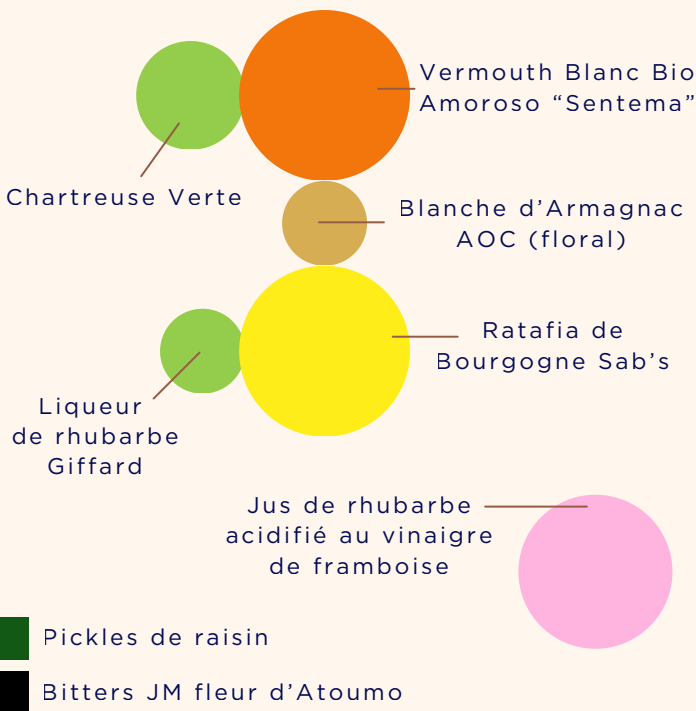 Vermouth Blanc Bio
Amoroso “Sentema”
Chartreuse Verte
Blanche d’Armagnac
AOC (floral)
Ratafia de
Bourgogne Sab’s
Liqueur
de rhubarbe
Giffard
Jus de rhubarbe
acidifié au vinaigre
de framboise
Pickles de raisin
Bitters JM fleur d’Atoumo